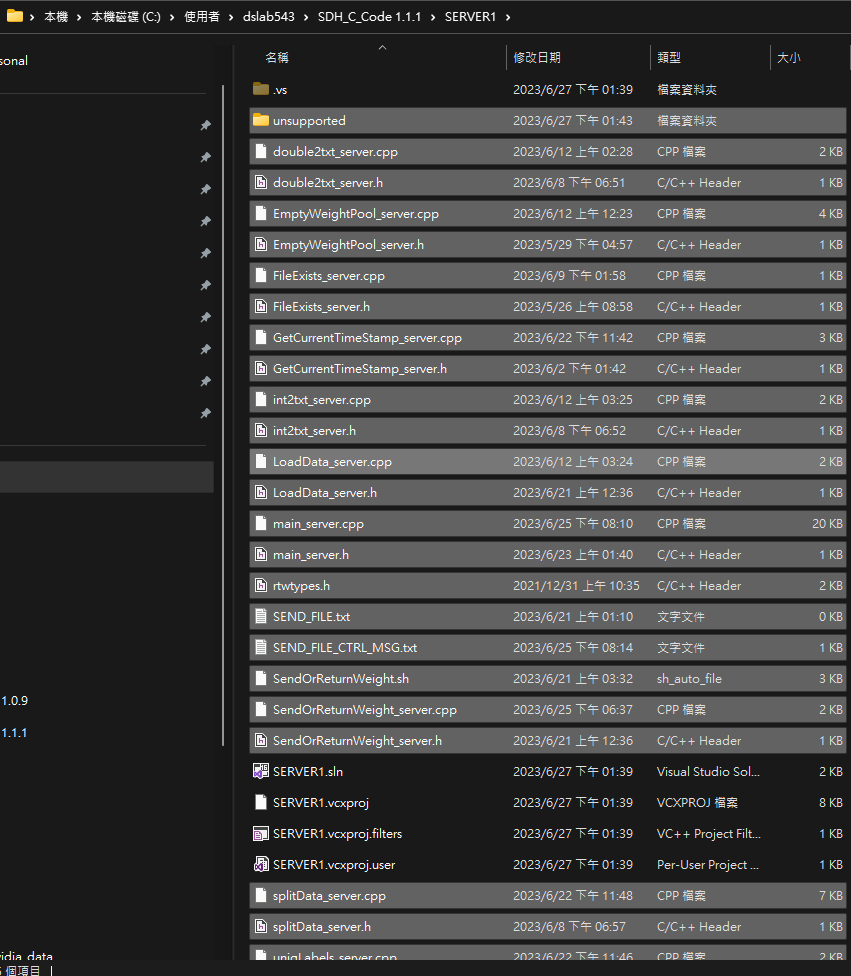 本機 › 本機磁碟 (C:) › 使用者 › dslab543 › SDH_C_Code 1.1.1 › SERVER1 ›
sonal
名稱 修改日期 類型 大小
.vs 2023/6/27 下午 01:39 檔案資料夾
unsupported 2023/6/27 下午 01:43 檔案資料夾
double2txt_server.cpp 2023/6/12 上午 02:28 CPP 檔案 2 KB
double2txt_server.h 2023/6/8 下午 06:51 C/C++ Header 1 KB
EmptyWeightPool_server.cpp 2023/6/12 上午 12:23 CPP 檔案 4 KB
EmptyWeightPool_server.h 2023/5/29 下午 04:57 C/C++ Header 1 KB
FileExists_server.cpp 2023/6/9 下午 01:58 CPP 檔案 1 KB
FileExists_server.h 2023/5/26 上午 08:58 C/C++ Header 1 KB
GetCurrentTimeStamp_server.cpp 2023/6/22 下午 11:42 CPP 檔案 3 KB
GetCurrentTimeStamp_server.h 2023/6/2 下午 01:42 C/C++ Header 1 KB
int2txt_server.cpp 2023/6/12 上午 03:25 CPP 檔案 2 KB
int2txt_server.h 2023/6/8 下午 06:52 C/C++ Header 1 KB
LoadData_server.cpp 2023/6/12 上午 03:24 CPP 檔案 2 KB
LoadData_server.h 2023/6/21 上午 12:36 C/C++ Header 1 KB
main_server.cpp 2023/6/25 下午 08:10 CPP 檔案 20 KB
main_server.h 2023/6/23 上午 01:40 C/C++ Header 1 KB
rtwtypes.h 2021/12/31 上午 10:35 C/C++ Header 2 KB
SEND_FILE.txt 2023/6/21 上午 01:10 文字文件 0 KB
SEND_FILE_CTRL_MSG.txt 2023/6/25 下午 08:14 文字文件 1 KB
SendOrReturnWeight.sh 2023/6/21 上午 03:32 sh_auto_file 3 KB
SendOrReturnWeight_server.cpp 2023/6/25 下午 06:37 CPP 檔案 2 KB
SendOrReturnWeight_server.h 2023/6/21 上午 12:36 C/C++ Header 1 KB
SERVER1.sln 2023/6/27 下午 01:39 Visual Studio Sol... 2 KB
SERVER1.vcxproj 2023/6/27 下午 01:39 VCXPROJ 檔案 8 KB
SERVER1.vcxproj.filters 2023/6/27 下午 01:39 VC++ Project Filt... 1 KB
SERVER1.vcxproj.user 2023/6/27 下午 01:39 Per-User Project ... 1 KB
splitData_server.cpp 2023/6/22 下午 11:48 CPP 檔案 7 KB
splitData_server.h 2023/6/8 下午 06:57 C/C++ Header 1 KB
uniqLabels_server.cpp 2023/6/22 下午 11:46 CPP 檔案 2 KB
1.0.9
1.1.1
vidia_data
個項目